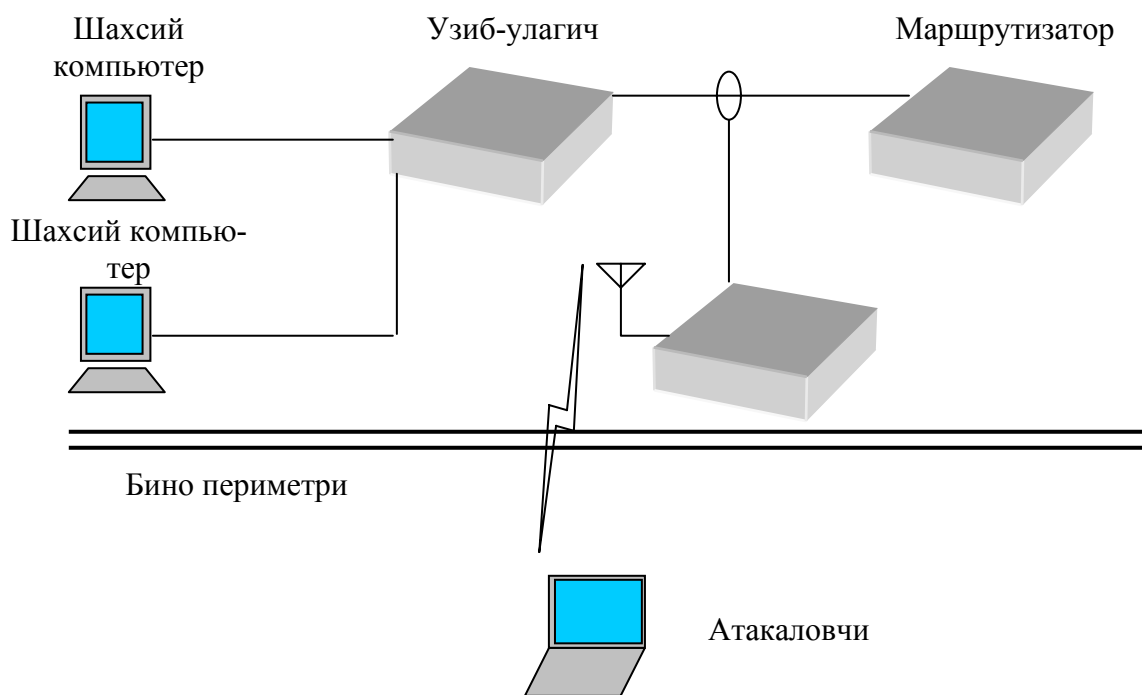 Шахсий
компьютер
Узиб-улагич
Маршрутизатор
Шахсий компью-
тер
Бино периметри
Атакаловчи